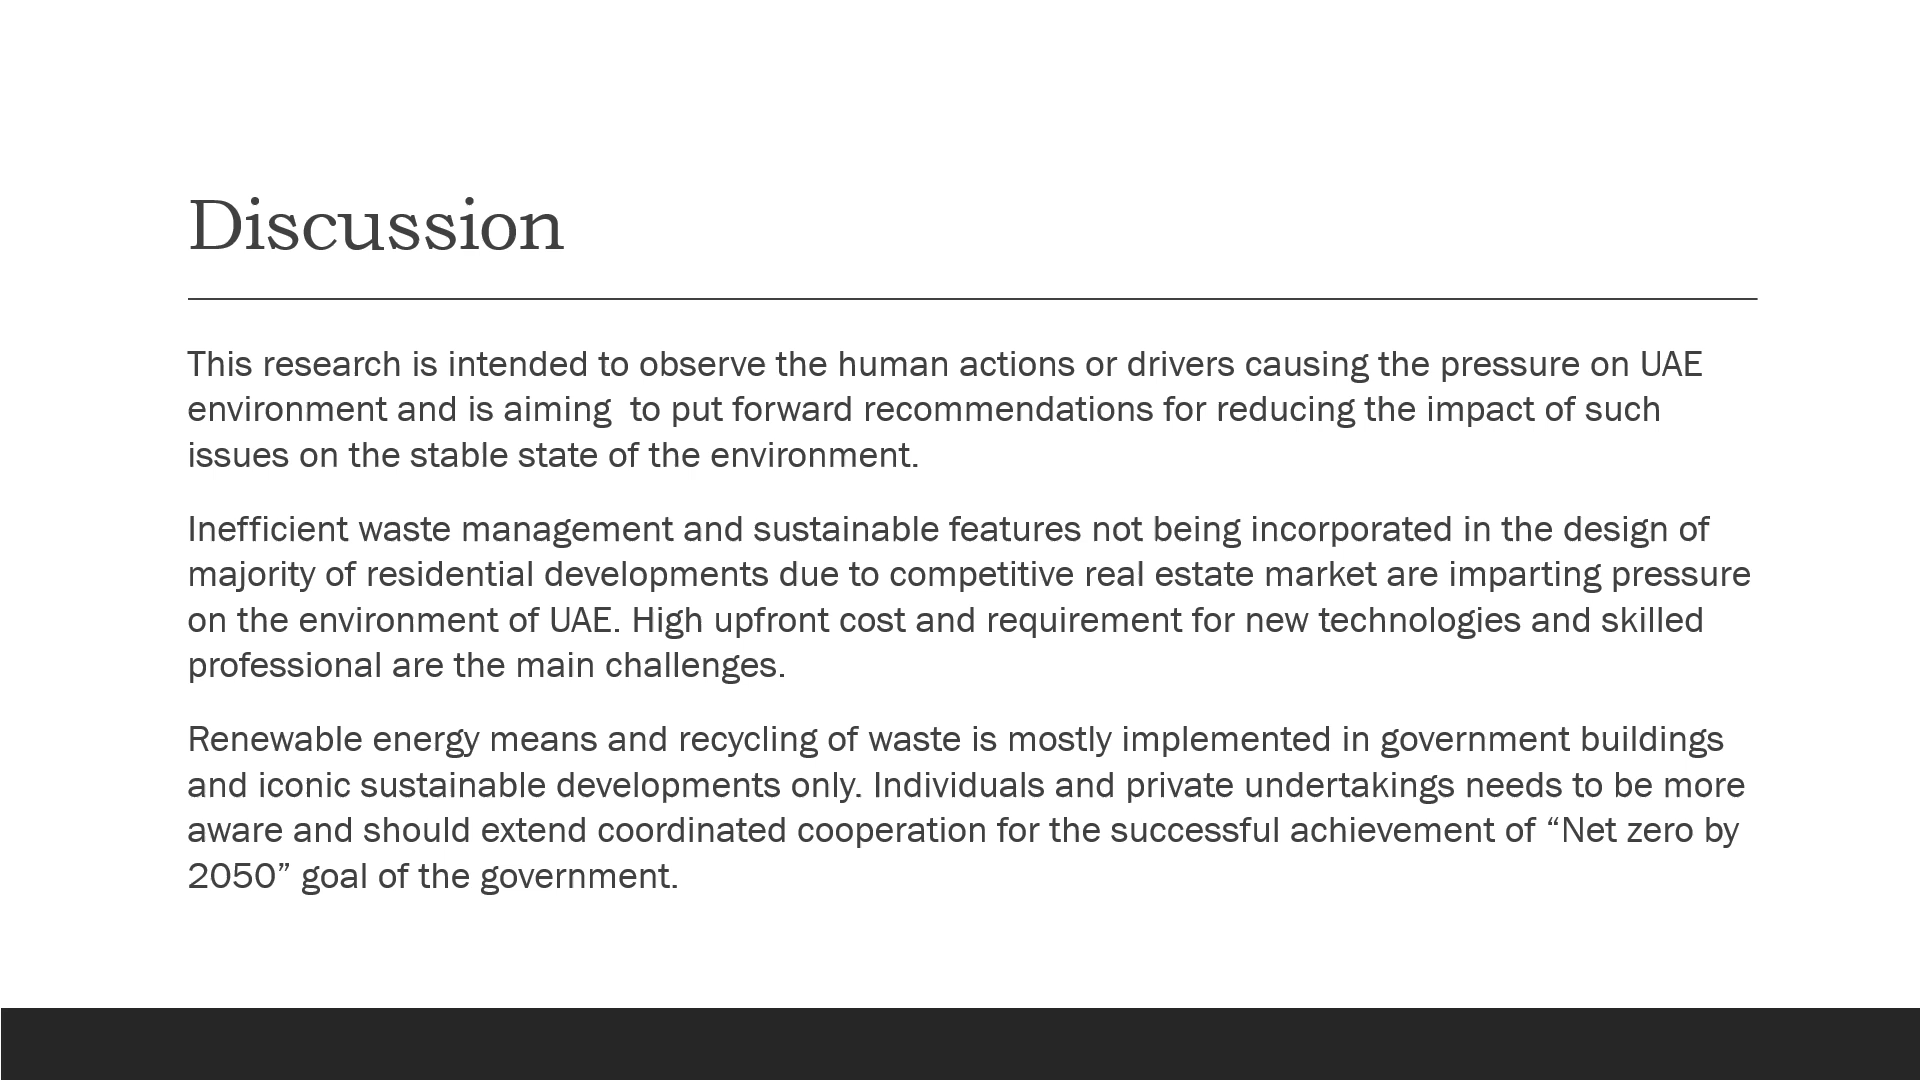 Discussion
This research is intended to observe the human actions or drivers causing the pressure on UAE
environment and is aiming  to put forward recommendations for reducing the impact of such
issues on the stable state of the environment.
Inefficient waste management and sustainable features not being incorporated in the design of
majority of residential developments due to competitive real estate market are imparting pressure
on the environment of UAE. High upfront cost and requirement for new technologies and skilled
professional are the main challenges.
Renewable energy means and recycling of waste is mostly implemented in government buildings
and iconic sustainable developments only. Individuals and private undertakings needs to be more
aware and should extend coordinated cooperation for the successful achievement of “Net zero by
2050” goal of the government.